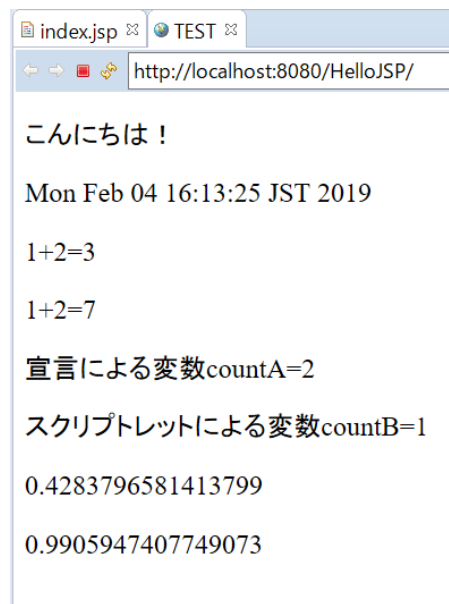 index.jsp TEST
http://localhost:8080/HelloJSP/
こんにちは！
Mon Feb 04 16:13:25 JST 2019
1+2=3
1+2=7
宣言による変数countA=2
スクリプトレットによる変数countB=1
0.4283796581413799
0.9905947407749073